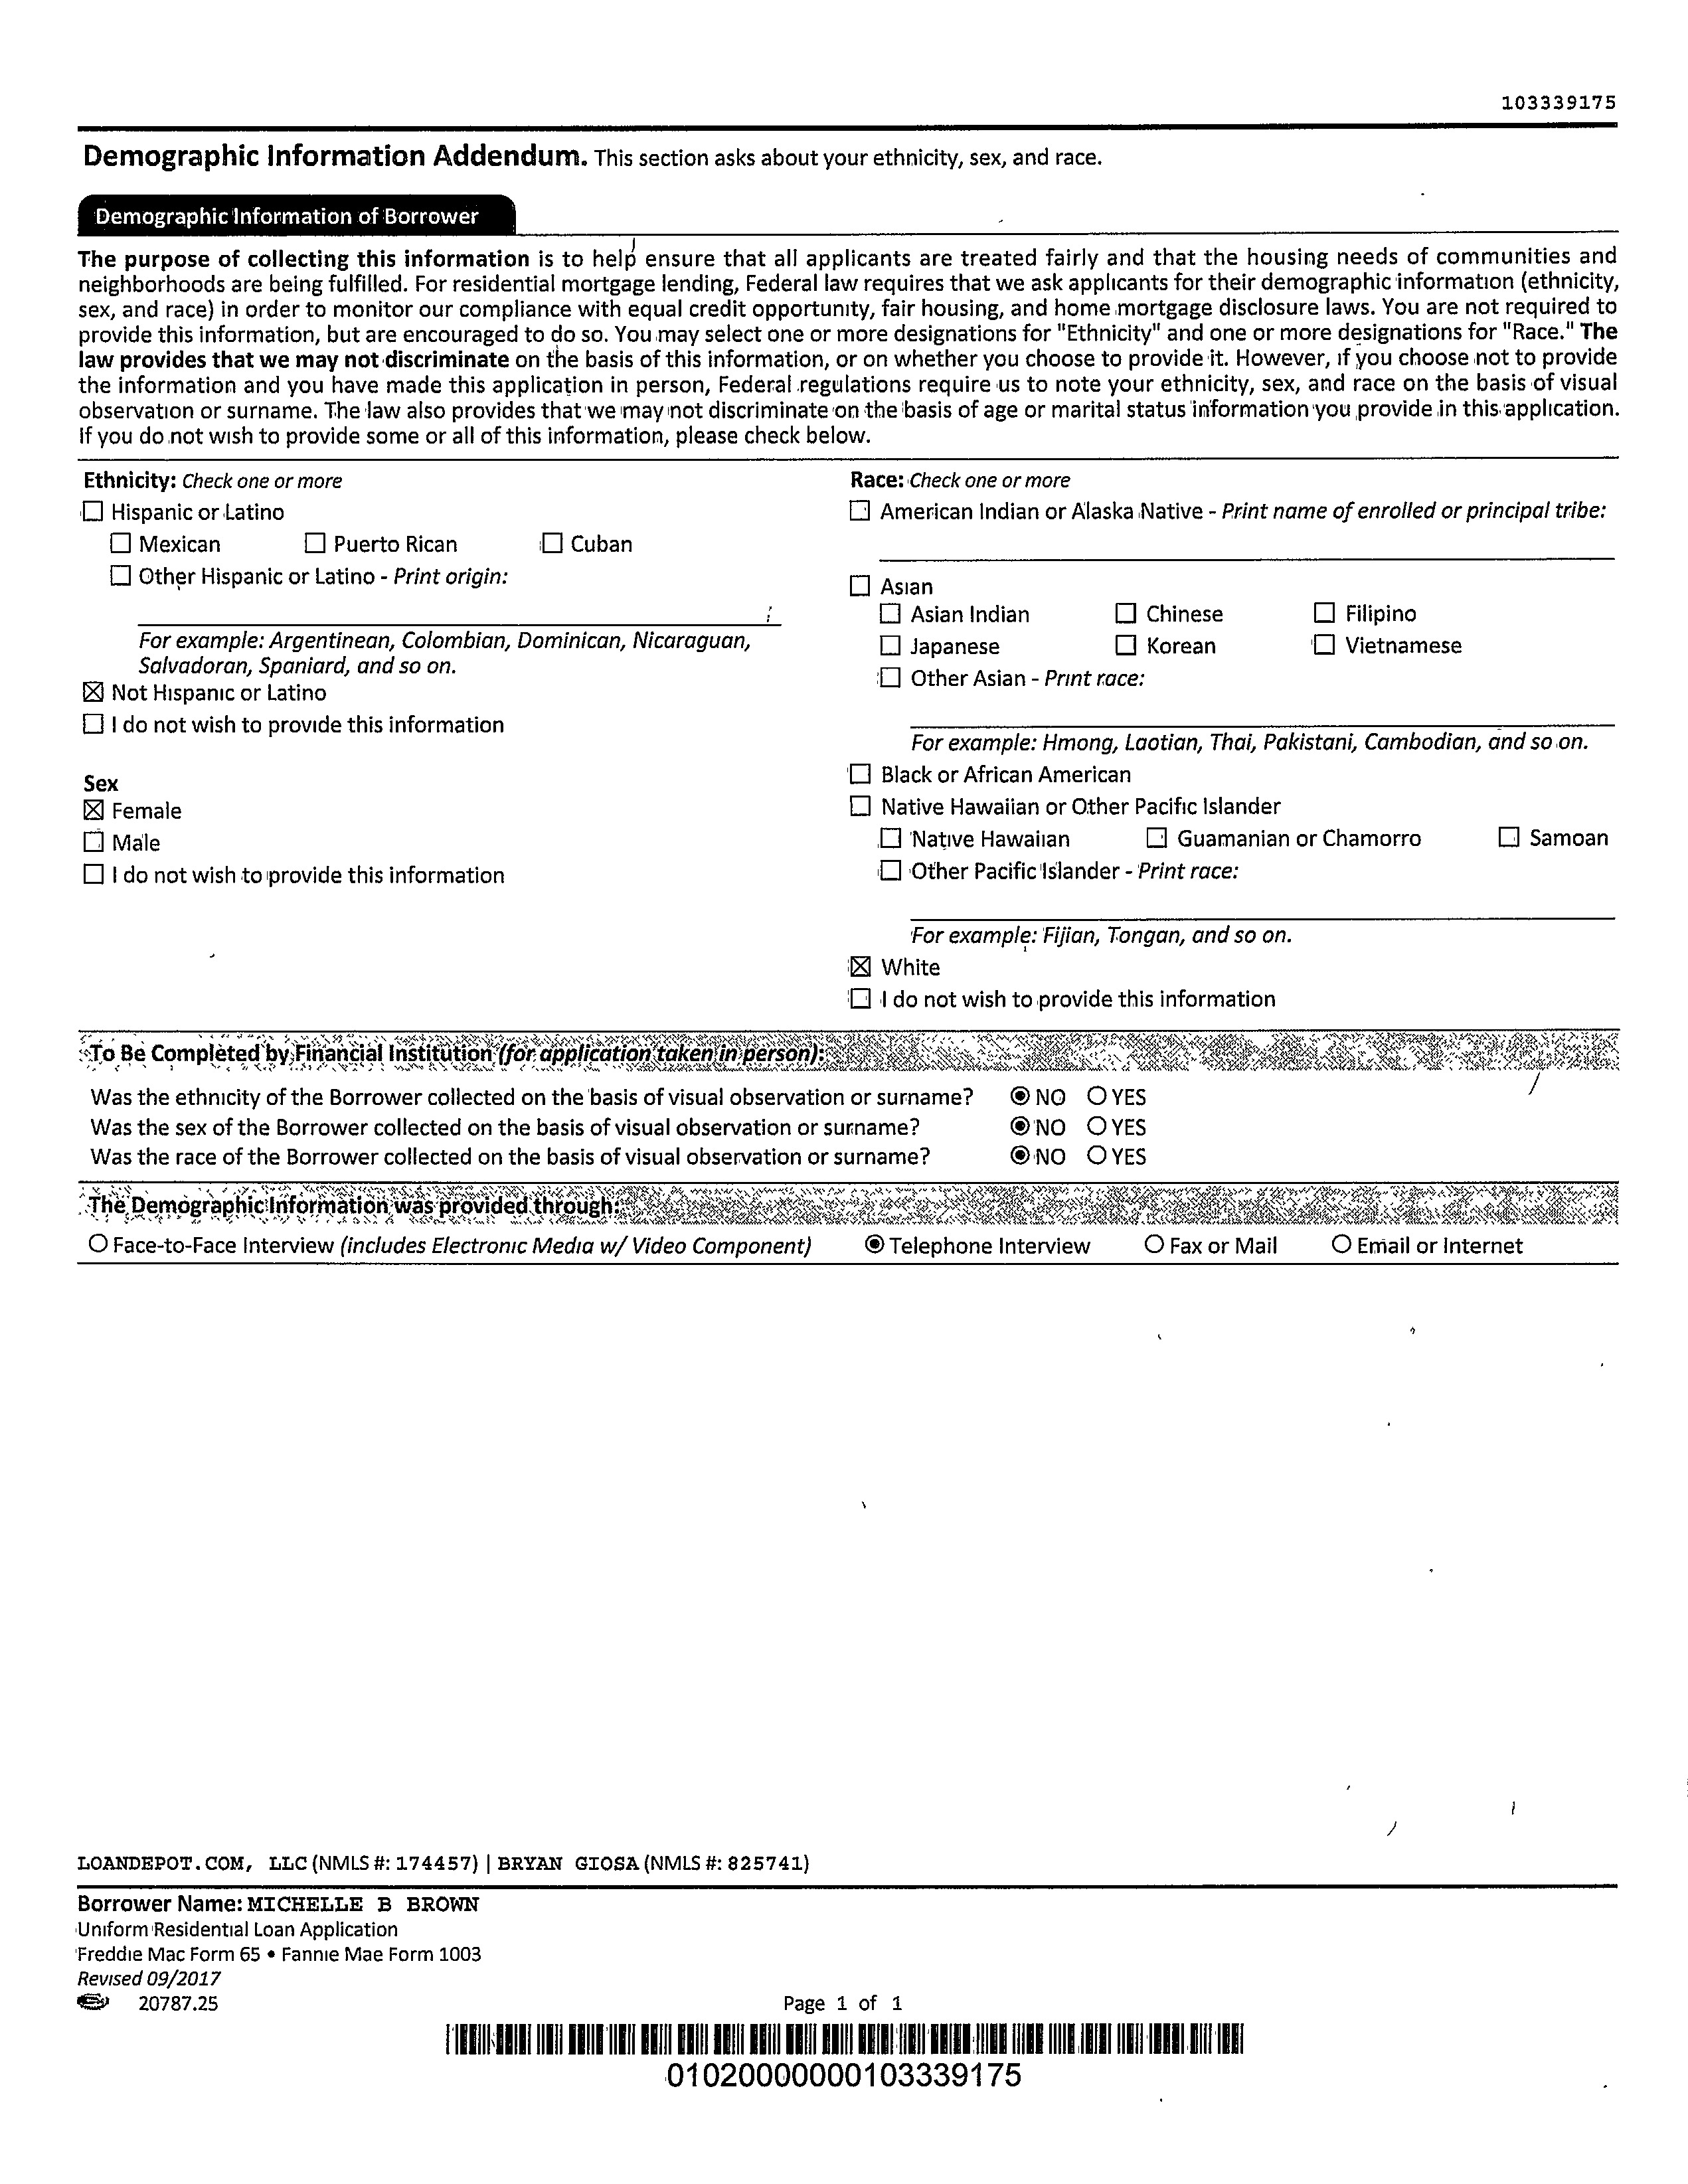 103339175
Demographic Information Addendum. This section asks about your ethnicity, sex, and race.
Demographic Information of Borrower
The purpose of collecting this information is to help ensure that all applicants are treated fairly and that the housing needs of communities and
neighborhoods are being fulfilled. For residential mortgage lending, Federal law requires that we ask applicants for their demographic information (ethnicity,
sex, and race) in order to monitor our compliance with equal credit opportunity, fair housing, and home mortgage disclosure laws. You are not required to
provide this information, but are encouraged to do so. You may select one or more designations for "Ethnicity" and one or more designations for "Race." The
law provides that we may not discriminate on the basis of this information, or on whether you choose to provide it. However, if you choose not to provide
the information and you have made this application in person, Federal regulations require us to note your ethnicity, sex, and race on the basis of visual
observation or surname. The law also provides that we may not discriminate on the basis of age or marital status information you provide in this application.
If you do not wish to provide some or all of this information, please check below.
Ethnicity: Check one or more
☐ Hispanic or Latino
☐ Mexican ☐ Puerto Rican ☐ Cuban
☐ Other Hispanic or Latino - Print origin:
For example: Argentinean, Colombian, Dominican, Nicaraguan,
Salvadoran, Spaniard, and so on.
☒ Not Hispanic or Latino
☐ I do not wish to provide this information
Sex
☒ Female
☐ Male
☐ I do not wish to provide this information
Race: Check one or more
☐ American Indian or Alaska Native - Print name of enrolled or principal tribe:
☐ Asian
☐ Asian Indian ☐ Chinese ☐ Filipino
☐ Japanese ☐ Korean ☐ Vietnamese
☐ Other Asian - Print race:
For example: Hmong, Laotian, Thai, Pakistani, Cambodian, and so on.
☐ Black or African American
☐ Native Hawaiian or Other Pacific Islander
☐ Native Hawaiian ☐ Guamanian or Chamorro ☐ Samoan
☐ Other Pacific Islander - Print race:
For example: Fijian, Tongan, and so on.
☒ White
☐ I do not wish to provide this information
To Be Completed by Financial Institution (for application taken in person):
Was the ethnicity of the Borrower collected on the basis of visual observation or surname? ◉ NO ○ YES
Was the sex of the Borrower collected on the basis of visual observation or surname? ◉ NO ○ YES
Was the race of the Borrower collected on the basis of visual observation or surname? ◉ NO ○ YES
The Demographic Information was provided through:
○ Face-to-Face Interview (includes Electronic Media w/ Video Component) ◉ Telephone Interview ○ Fax or Mail ○ Email or Internet
LOANDEPOT.COM, LLC (NMLS #: 174457) | BRYAN GIOSA (NMLS #: 825741)
Borrower Name: MICHELLE B BROWN
Uniform Residential Loan Application
Freddie Mac Form 65 • Fannie Mae Form 1003
Revised 09/2017
20787.25
Page 1 of 1
01020000000103339175